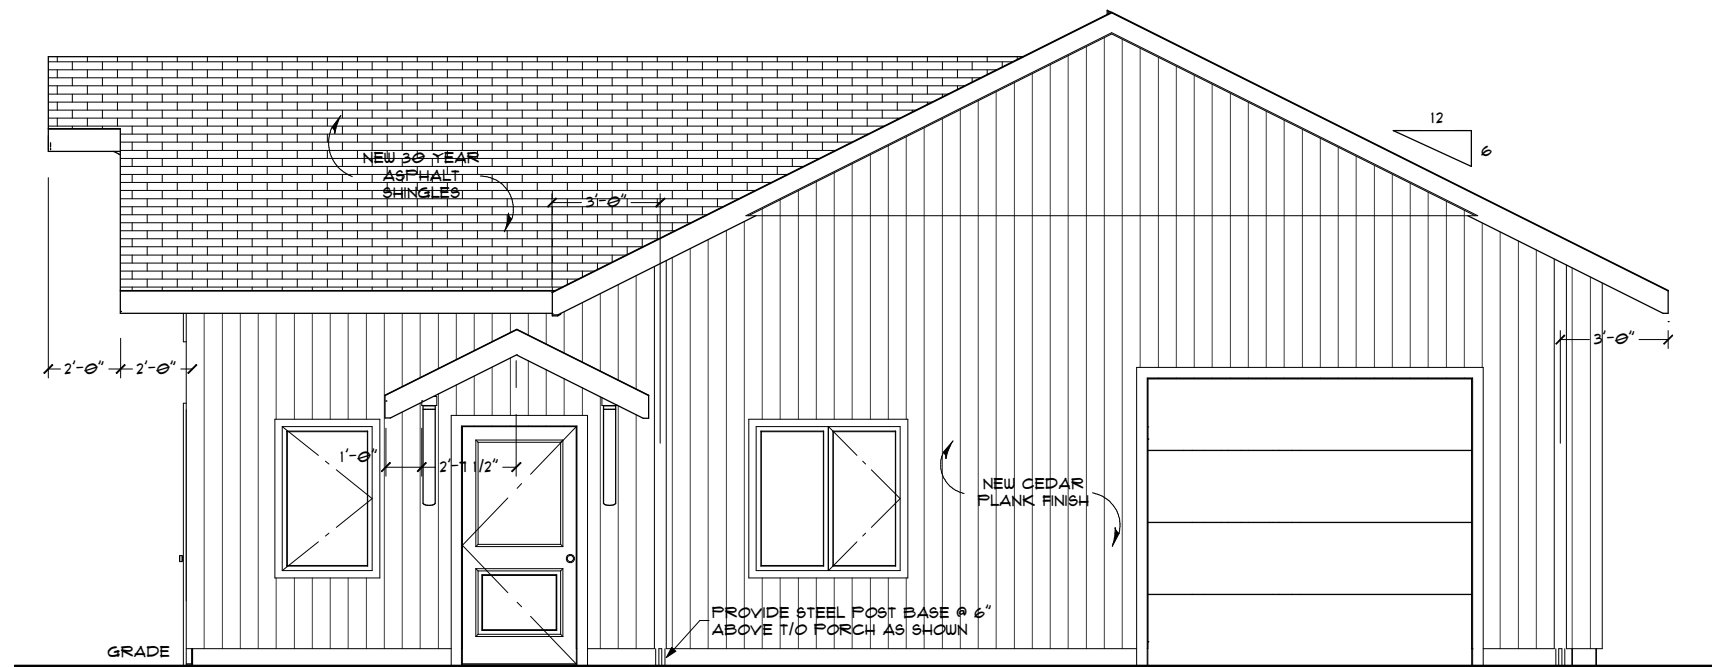 12
6
NEW 30 YEAR
ASPHALT
SHINGLES
3'-0"
3'-0"
2'-0"
2'-0"
1'-0"
2'-7 1/2"
NEW CEDAR
PLANK FINISH
PROVIDE STEEL POST BASE @ 6"
ABOVE T/O PORCH AS SHOWN
GRADE